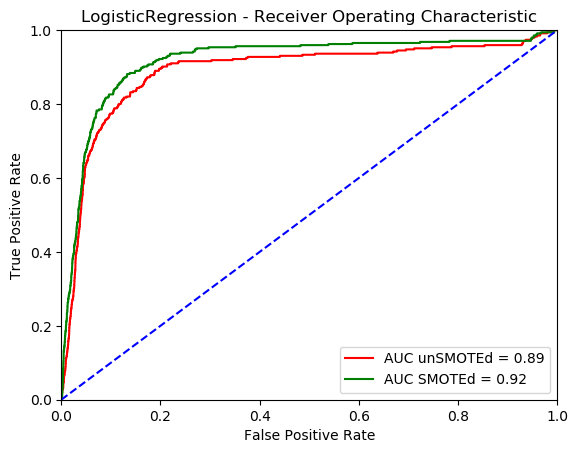 LogisticRegression - Receiver Operating Characteristic
True Positive Rate
1.0
0.8
0.6
0.4
0.2
0.0
AUC unSMOTEd = 0.89
AUC SMOTEd = 0.92
0.0 0.2 0.4 0.6 0.8 1.0
False Positive Rate